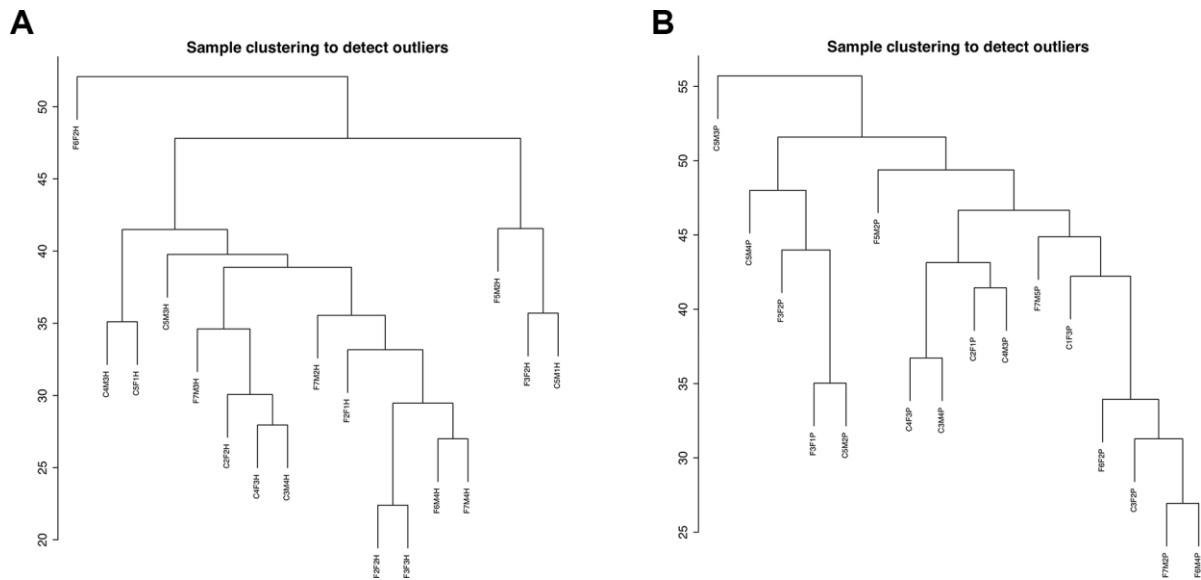 A
Sample clustering to detect outliers
50
45
40
35
30
25
20
F6F2H
C4M3H
C5F1H
C5M3H
F7M3H
C2F2H
C4F3H
C3M4H
F7M2H
F2F1H
F2F2H
F3F3H
F6M4H
F7M4H
F5M2H
F3F2H
C5M1H
B
Sample clustering to detect outliers
55
50
45
40
35
30
25
C5M3P
C5M4P
F3F2P
F3F1P
C5M2P
F5M2P
C4F3P
C3M4P
C2F1P
C4M3P
F7M5P
C1F3P
F6F2P
C3F2P
F7M2P
F6M4P